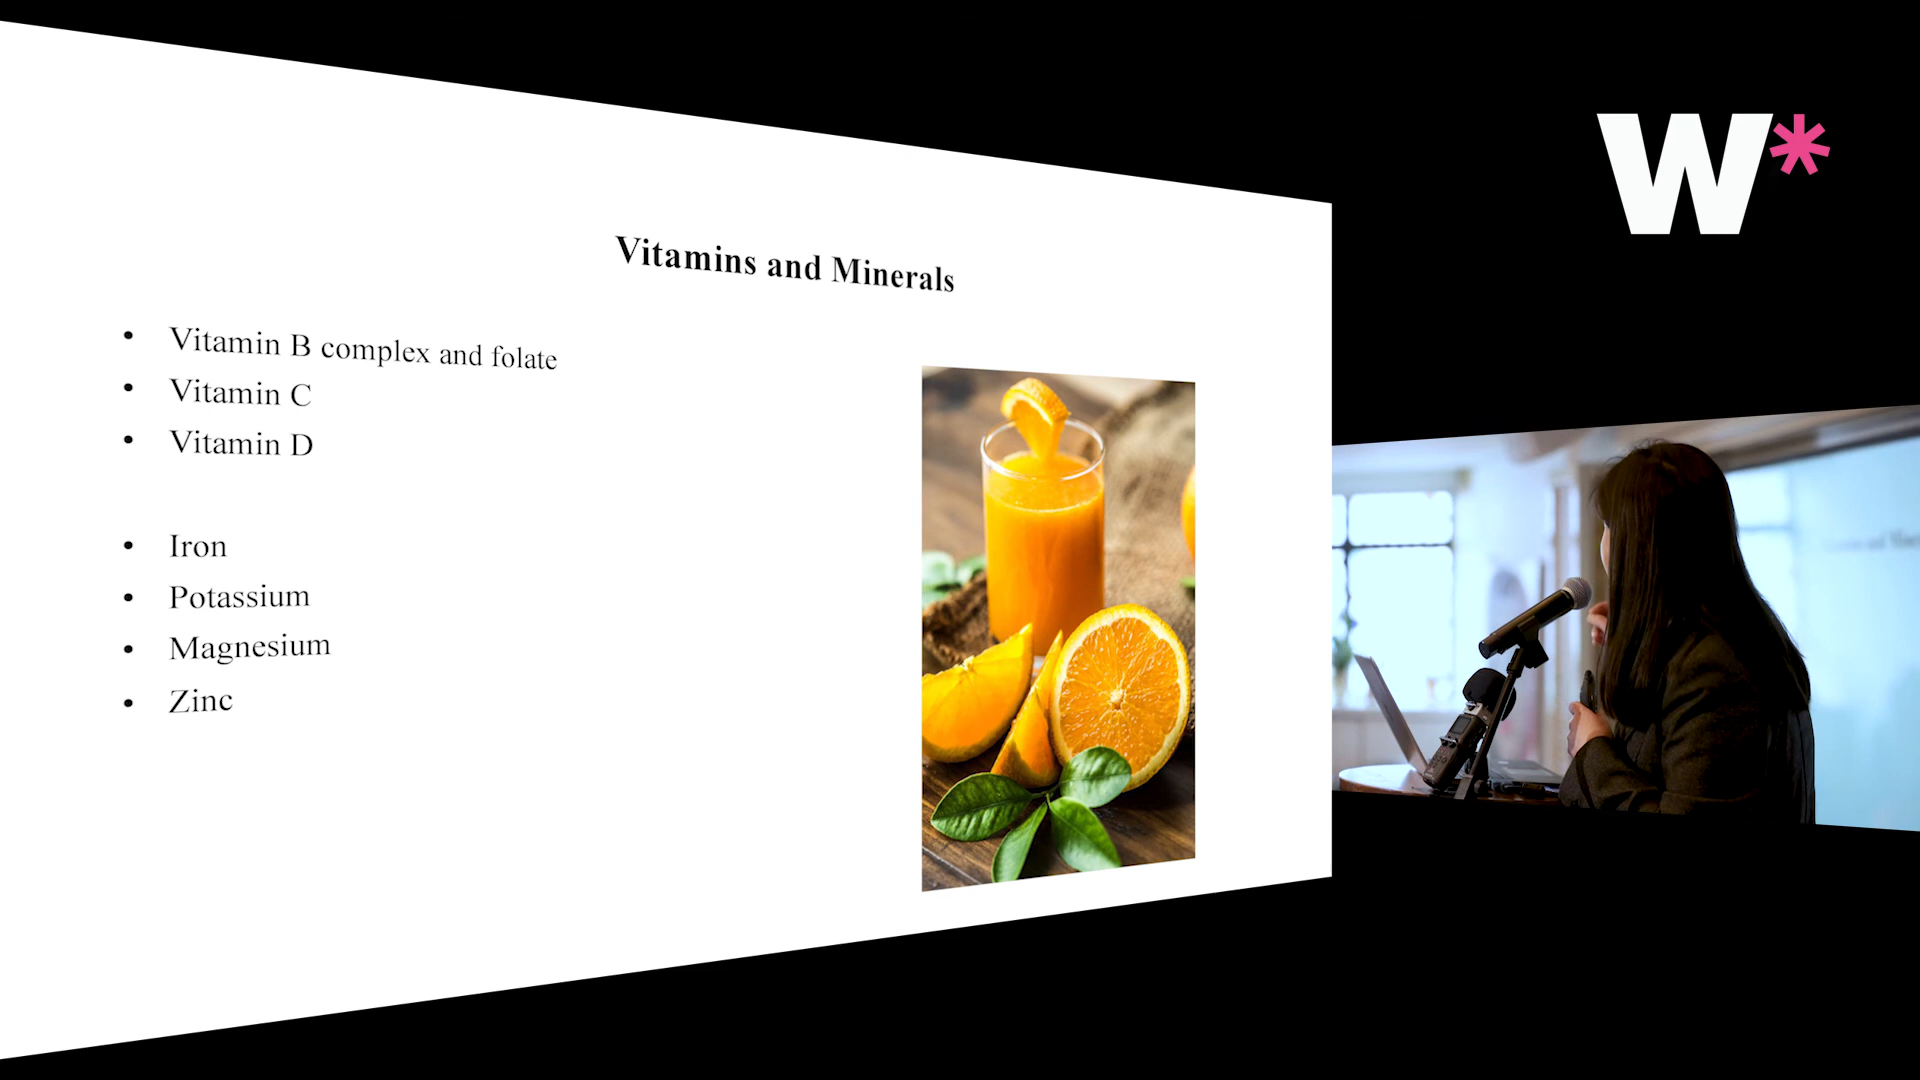 Vitamins and Minerals
• Vitamin B complex and folate
• Vitamin C
• Vitamin D
• Iron
• Potassium
• Magnesium
• Zinc
W*